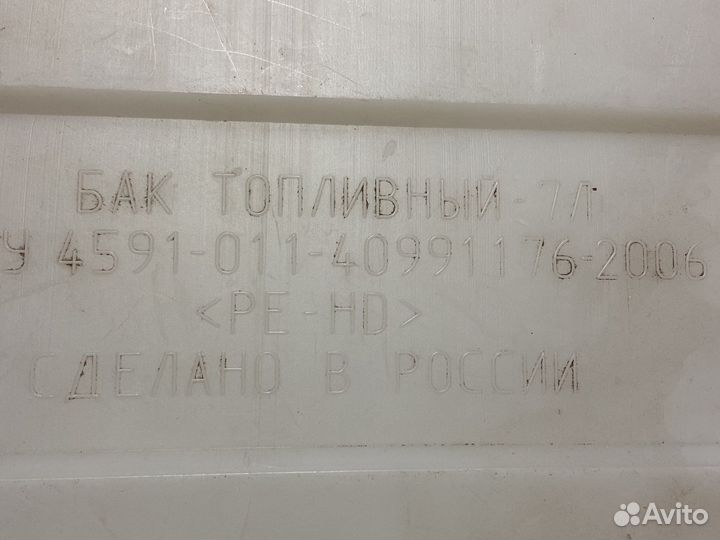 БАК ТОПЛИВНЫЙ-7Л
У 4591-011-40991176-2006
<PE-HD>
СДЕЛАНО В РОССИИ
Avito